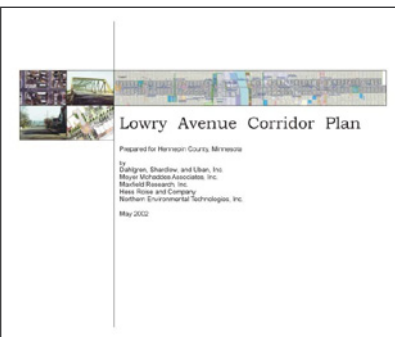 Lowry Avenue Corridor Plan
Prepared for Hennepin County, Minnesota
by
Dahlgren, Shardlow, and Uban, Inc.
Meyer Mohaddes Associates, Inc.
Maxfield Research, Inc.
Hess Roise and Company
Northern Environmental Technologies, Inc.
May 2002